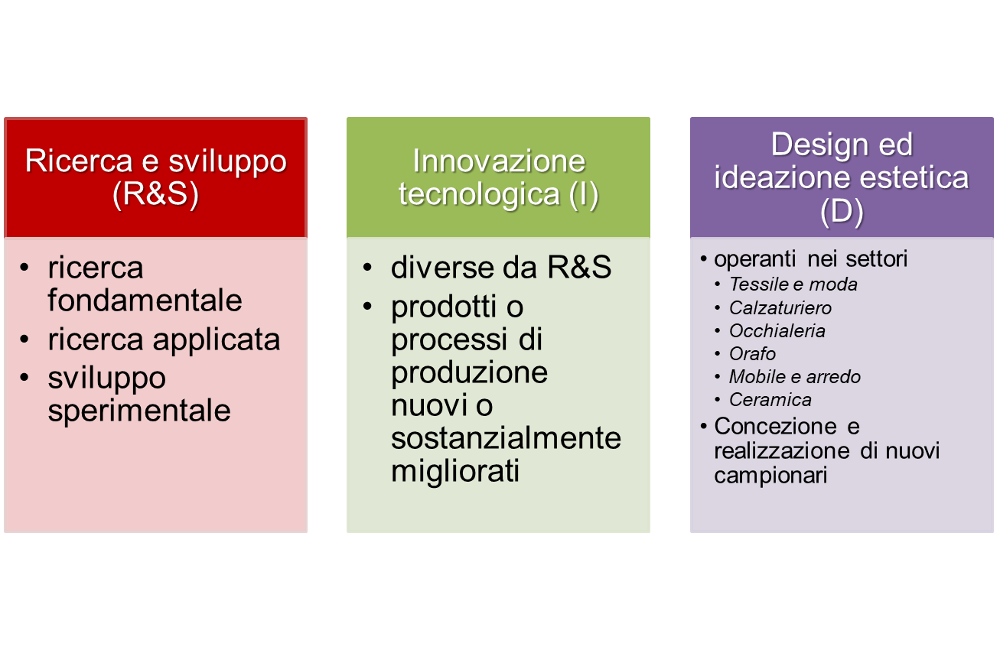 Ricerca e sviluppo
(R&S)
• ricerca
fondamentale
• ricerca applicata
• sviluppo
sperimentale
Innovazione
tecnologica (I)
• diverse da R&S
• prodotti o
processi di
produzione
nuovi o
sostanzialmente
migliorati
Design ed
ideazione estetica
(D)
• operanti nei settori
• Tessile e moda
• Calzaturiero
• Occhialeria
• Orafo
• Mobile e arredo
• Ceramica
• Concezione e
realizzazione di nuovi
campionari